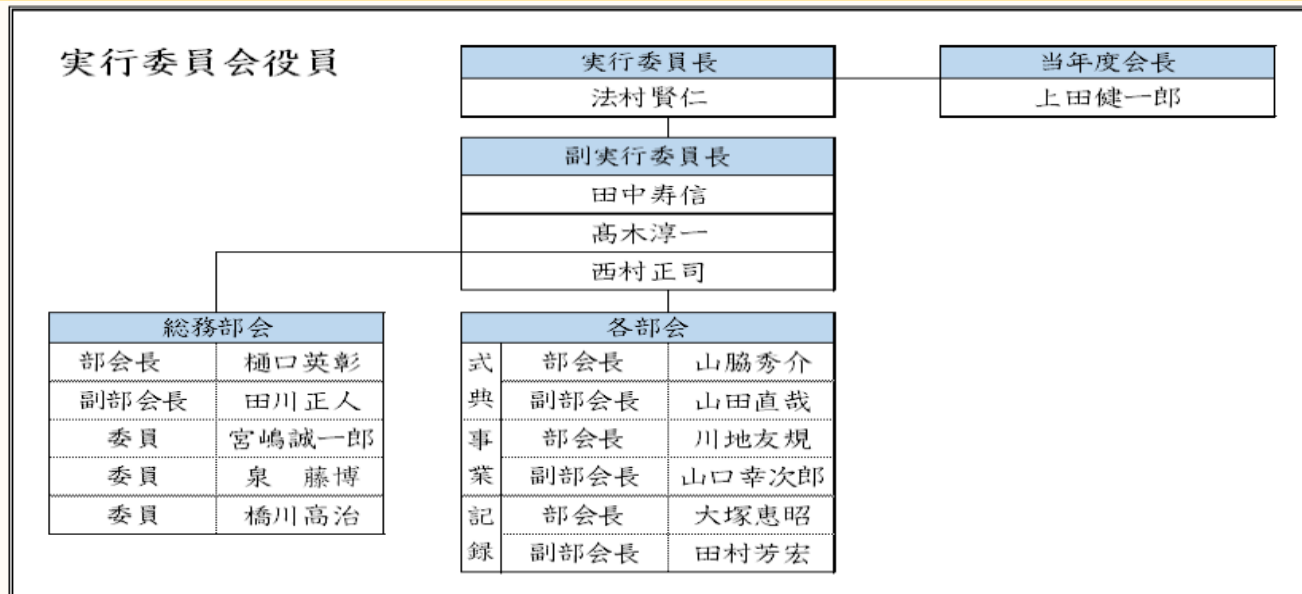 実行委員会役員
実行委員長
法村賢仁
当年度会長
上田健一郎
副実行委員長
田中寿信
髙木淳一
西村正司
総務部会
部会長 樋口英彰
副部会長 田川正人
委員 宮嶋誠一郎
委員 泉　藤博
委員 橋川高治
各部会
式典 部会長 山脇秀介
副部会長 山田直哉
事業 部会長 川地友規
副部会長 山口幸次郎
記録 部会長 大塚恵昭
副部会長 田村芳宏